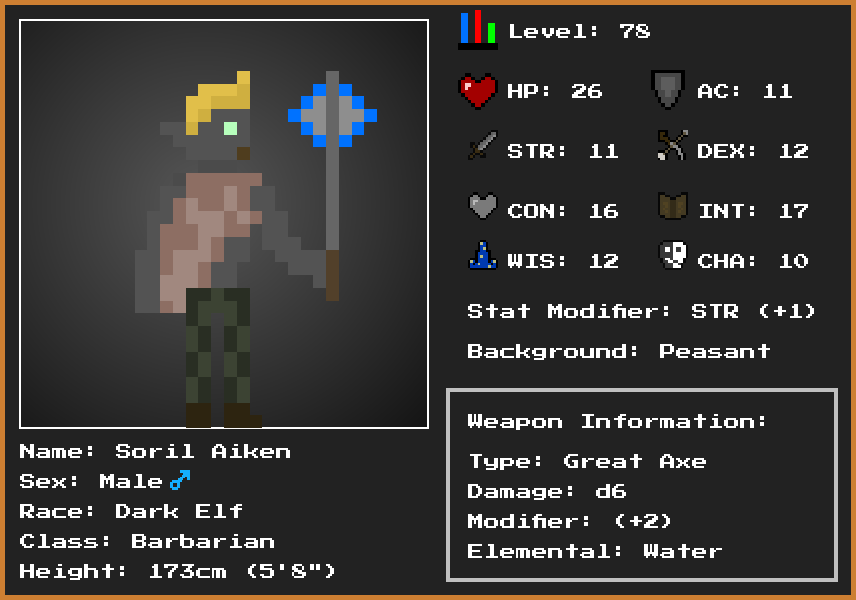 Level: 78
HP: 26
AC: 11
STR: 11
DEX: 12
CON: 16
INT: 17
WIS: 12
CHA: 10
Stat Modifier: STR (+1)
Background: Peasant
Weapon Information:
Type: Great Axe
Damage: d6
Modifier: (+2)
Elemental: Water
Name: Soril Aiken
Sex: Male♂
Race: Dark Elf
Class: Barbarian
Height: 173cm (5'8")